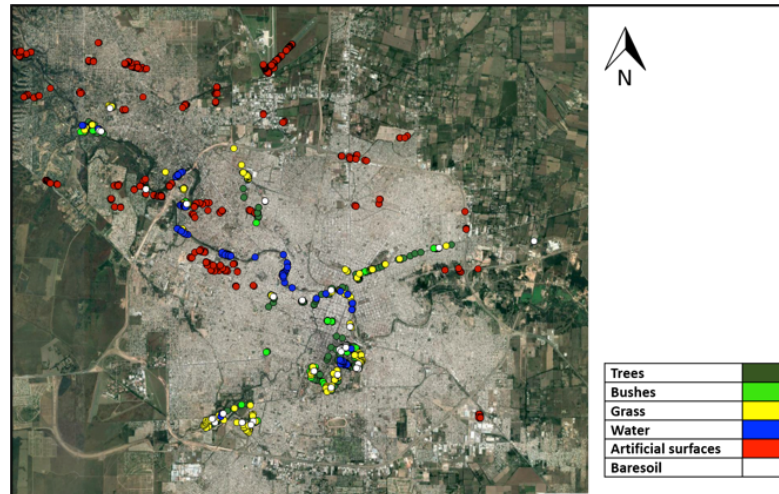 N
Trees
Bushes
Grass
Water
Artificial surfaces
Baresoil